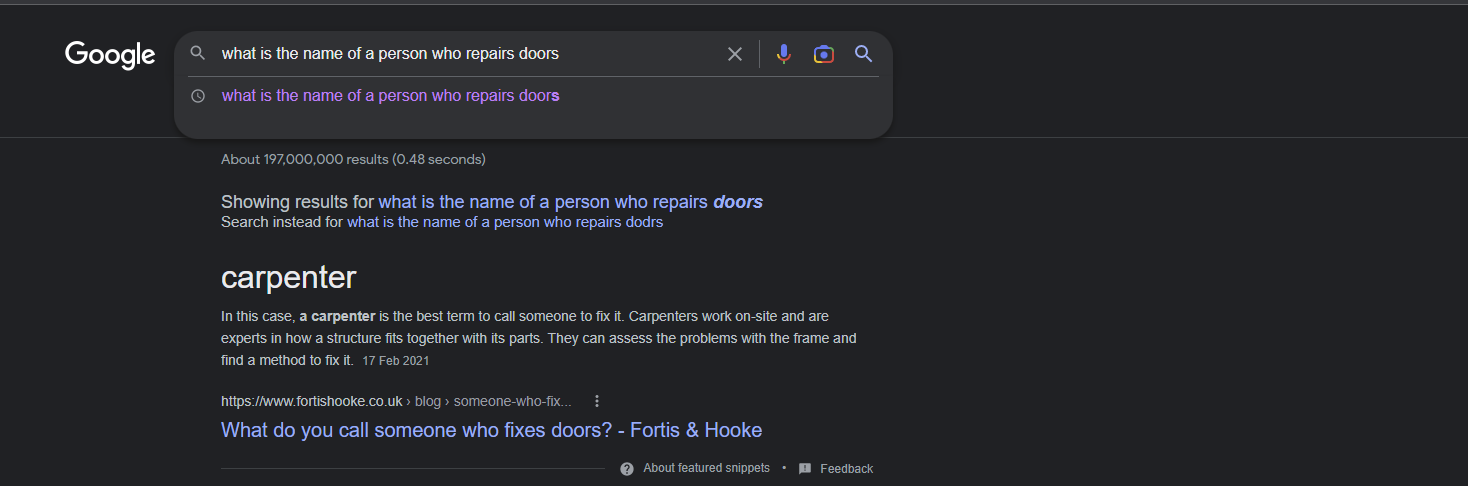 Google
what is the name of a person who repairs doors
what is the name of a person who repairs doors
About 197,000,000 results (0.48 seconds)
Showing results for what is the name of a person who repairs doors
Search instead for what is the name of a person who repairs dodrs
carpenter
In this case, a carpenter is the best term to call someone to fix it. Carpenters work on-site and are
experts in how a structure fits together with its parts. They can assess the problems with the frame and
find a method to fix it. 17 Feb 2021
https://www.fortishooke.co.uk › blog › someone-who-fix...
What do you call someone who fixes doors? - Fortis & Hooke
About featured snippets • Feedback